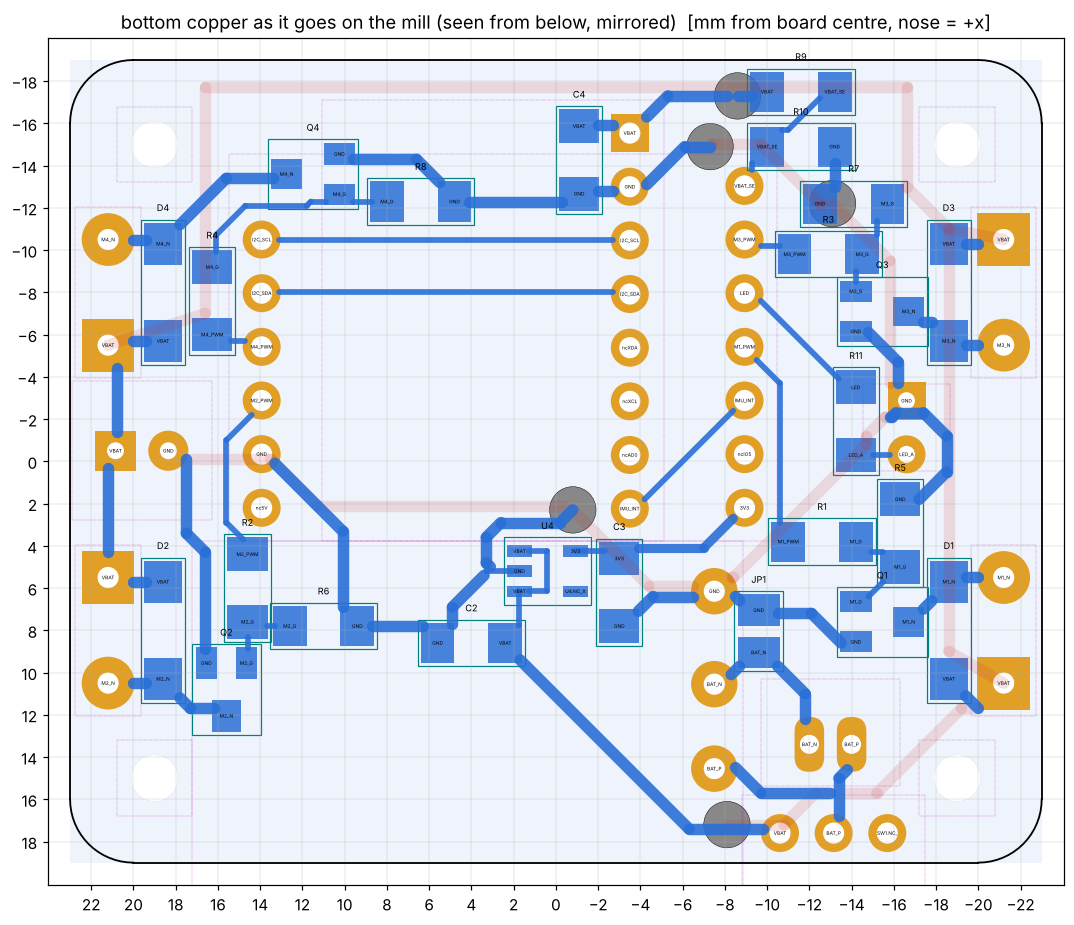 bottom copper as it goes on the mill (seen from below, mirrored)  [mm from board centre, nose = +x]
−18
−16
−14
−12
−10
−8
−6
−4
−2
0
2
4
6
8
10
12
14
16
18
22 20 18 16 14 12 10 8 6 4 2 0 −2 −4 −6 −8 −10 −12 −14 −16 −18 −20 −22
R9
VBAT VBAT_SE
C4
VBAT VBAT
R10
VBAT_SE GND
Q4
GND
M4_N
M4_G
R8
M4_G GND
GND GND
VBAT_SE
R7
GND M3_G
D4
M4_N M4_N
VBAT VBAT
R4
M4_G
M4_PWM
I2C_SCL I2C_SCL
I2C_SDA I2C_SDA
M4_PWM
ncXDA
M2_PWM
ncXCL
GND
ncAD0
nc5V
IMU_INT
M3_PWM
LED
M1_PWM
IMU_INT
ncIO5
3V3
R3
M3_PWM M3_G
Q3
M3_G
M3_N
GND
D3
VBAT VBAT
M3_N M3_N
R11
LED
LED_A
GND
LED_A
R5
GND
M1_G
VBAT GND
R2
M2_PWM
M2_G
D2
VBAT VBAT
M2_N M2_N
Q2
GND M2_G
M2_N
R6
M2_G GND
U4
VBAT 3V3
GND
VBAT U4.NC_X
C2
GND VBAT
C3
3V3
GND
R1
M1_PWM M1_G
JP1
GND GND
BAT_N BAT_N
Q1
M1_G
M1_N
GND
D1
M1_N M1_N
VBAT VBAT
BAT_N BAT_P
BAT_P
VBAT BAT_P SW1.NC_